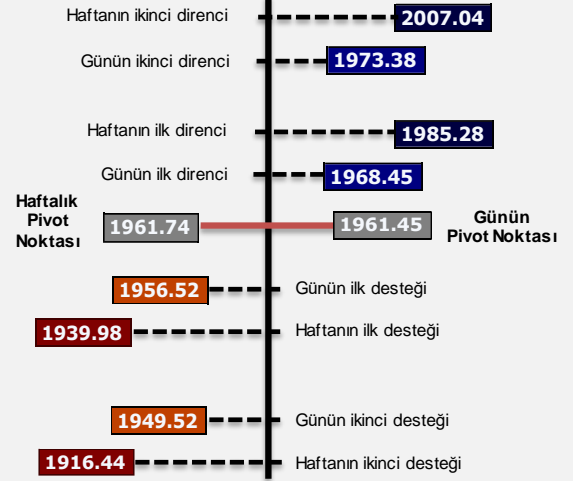 Haftanın ikinci direnci 2007.04
Günün ikinci direnci 1973.38
Haftanın ilk direnci 1985.28
Günün ilk direnci 1968.45
Haftalık
Pivot
Noktası
1961.74 1961.45
Günün
Pivot Noktası
1956.52 Günün ilk desteği
1939.98 Haftanın ilk desteği
1949.52 Günün ikinci desteği
1916.44 Haftanın ikinci desteği